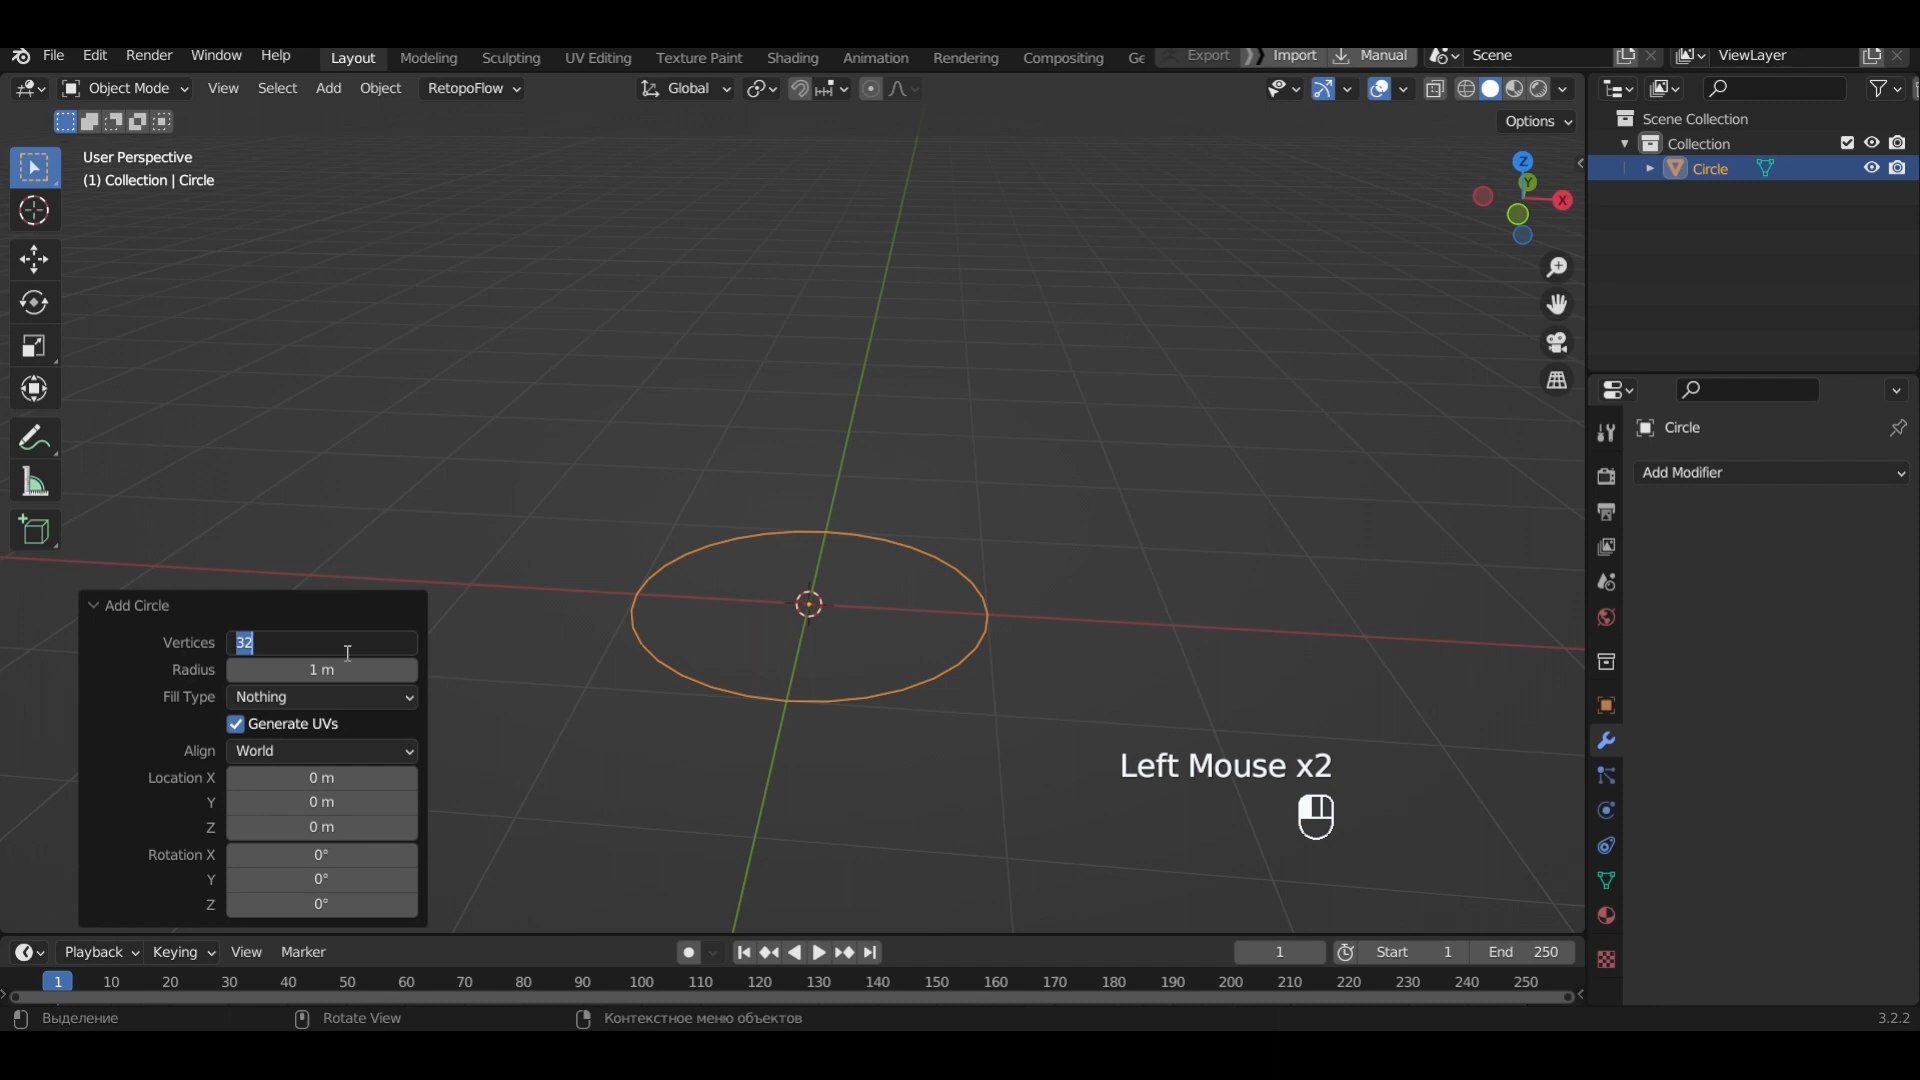 File Edit Render Window Help Layout Modeling Sculpting UV Editing Texture Paint Shading Animation Rendering Compositing Ge Export Import Manual Scene ViewLayer
Object Mode View Select Add Object RetopoFlow Global
Options
User Perspective
(1) Collection | Circle
Z
Y
X
Scene Collection
Collection
Circle
Circle
Add Modifier
Add Circle
Vertices 32
Radius 1 m
Fill Type Nothing
Generate UVs
Align World
Location X 0 m
Y 0 m
Z 0 m
Rotation X 0°
Y 0°
Z 0°
Left Mouse x2
Playback Keying View Marker 1 Start 1 End 250
1 10 20 30 40 50 60 70 80 90 100 110 120 130 140 150 160 170 180 190 200 210 220 230 240 250
Выделение Rotate View Контекстное меню объектов 3.2.2